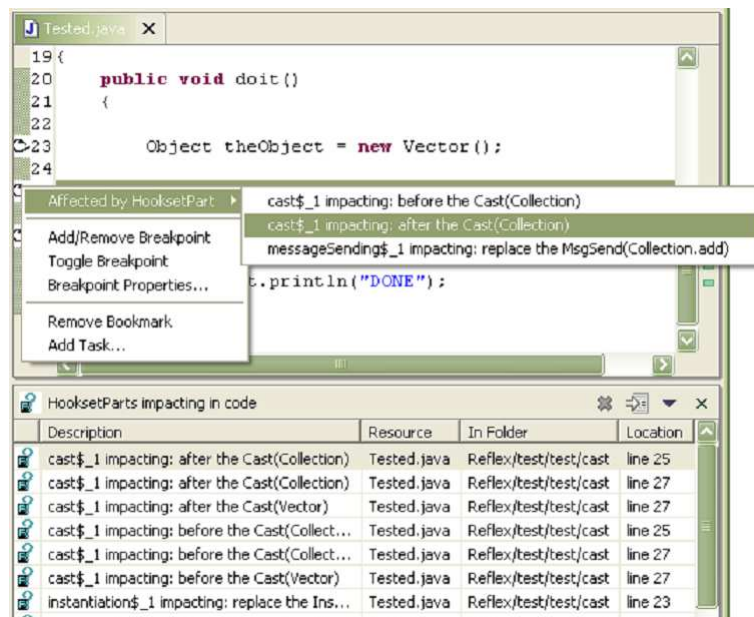 Tested.java
19 {
20 public void doit()
21 {
22
23 Object theObject = new Vector();
24
Affected by HooksetPart
cast$_1 impacting: before the Cast(Collection)
cast$_1 impacting: after the Cast(Collection)
messageSending$_1 impacting: replace the MsgSend(Collection.add)
Add/Remove Breakpoint
Toggle Breakpoint
Breakpoint Properties...
t.println("DONE");
Remove Bookmark
Add Task...
HooksetParts impacting in code
Description Resource In Folder Location
cast$_1 impacting: after the Cast(Collection) Tested.java Reflex/test/test/cast line 25
cast$_1 impacting: after the Cast(Collection) Tested.java Reflex/test/test/cast line 27
cast$_1 impacting: after the Cast(Vector) Tested.java Reflex/test/test/cast line 27
cast$_1 impacting: before the Cast(Collect... Tested.java Reflex/test/test/cast line 25
cast$_1 impacting: before the Cast(Collect... Tested.java Reflex/test/test/cast line 27
cast$_1 impacting: before the Cast(Vector) Tested.java Reflex/test/test/cast line 27
instantiation$_1 impacting: replace the Ins... Tested.java Reflex/test/test/cast line 23